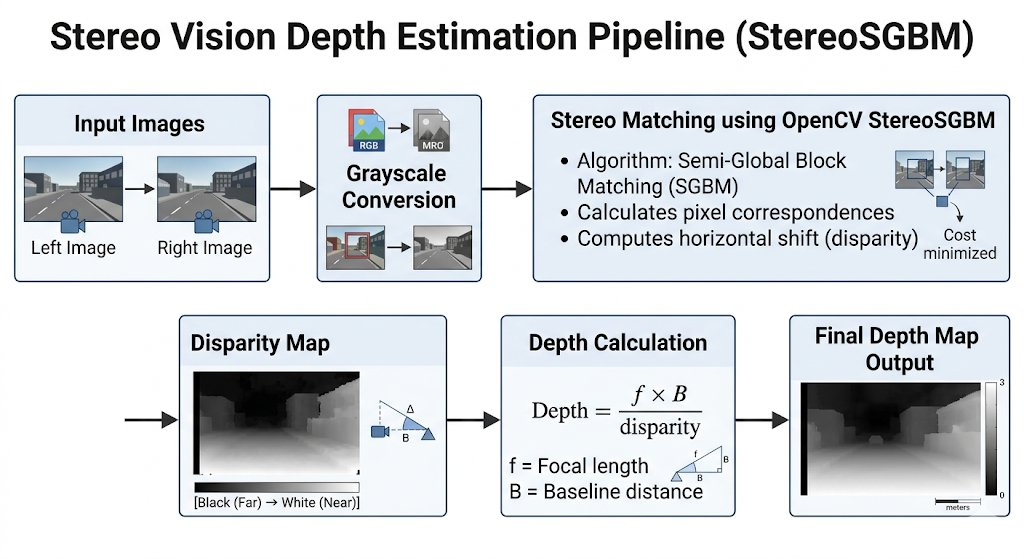 Stereo Vision Depth Estimation Pipeline (StereoSGBM)
Input Images
Left Image
Right Image
RGB
MRO
Grayscale
Conversion
Stereo Matching using OpenCV StereoSGBM
• Algorithm: Semi-Global Block
Matching (SGBM)
• Calculates pixel correspondences
• Computes horizontal shift (disparity)
Cost
minimized
Disparity Map
Δ
B
[Black (Far) → White (Near)]
Depth Calculation
Depth = f × B / disparity
f = Focal length
B = Baseline distance
f
B
B
Final Depth Map
Output
3
0
meters